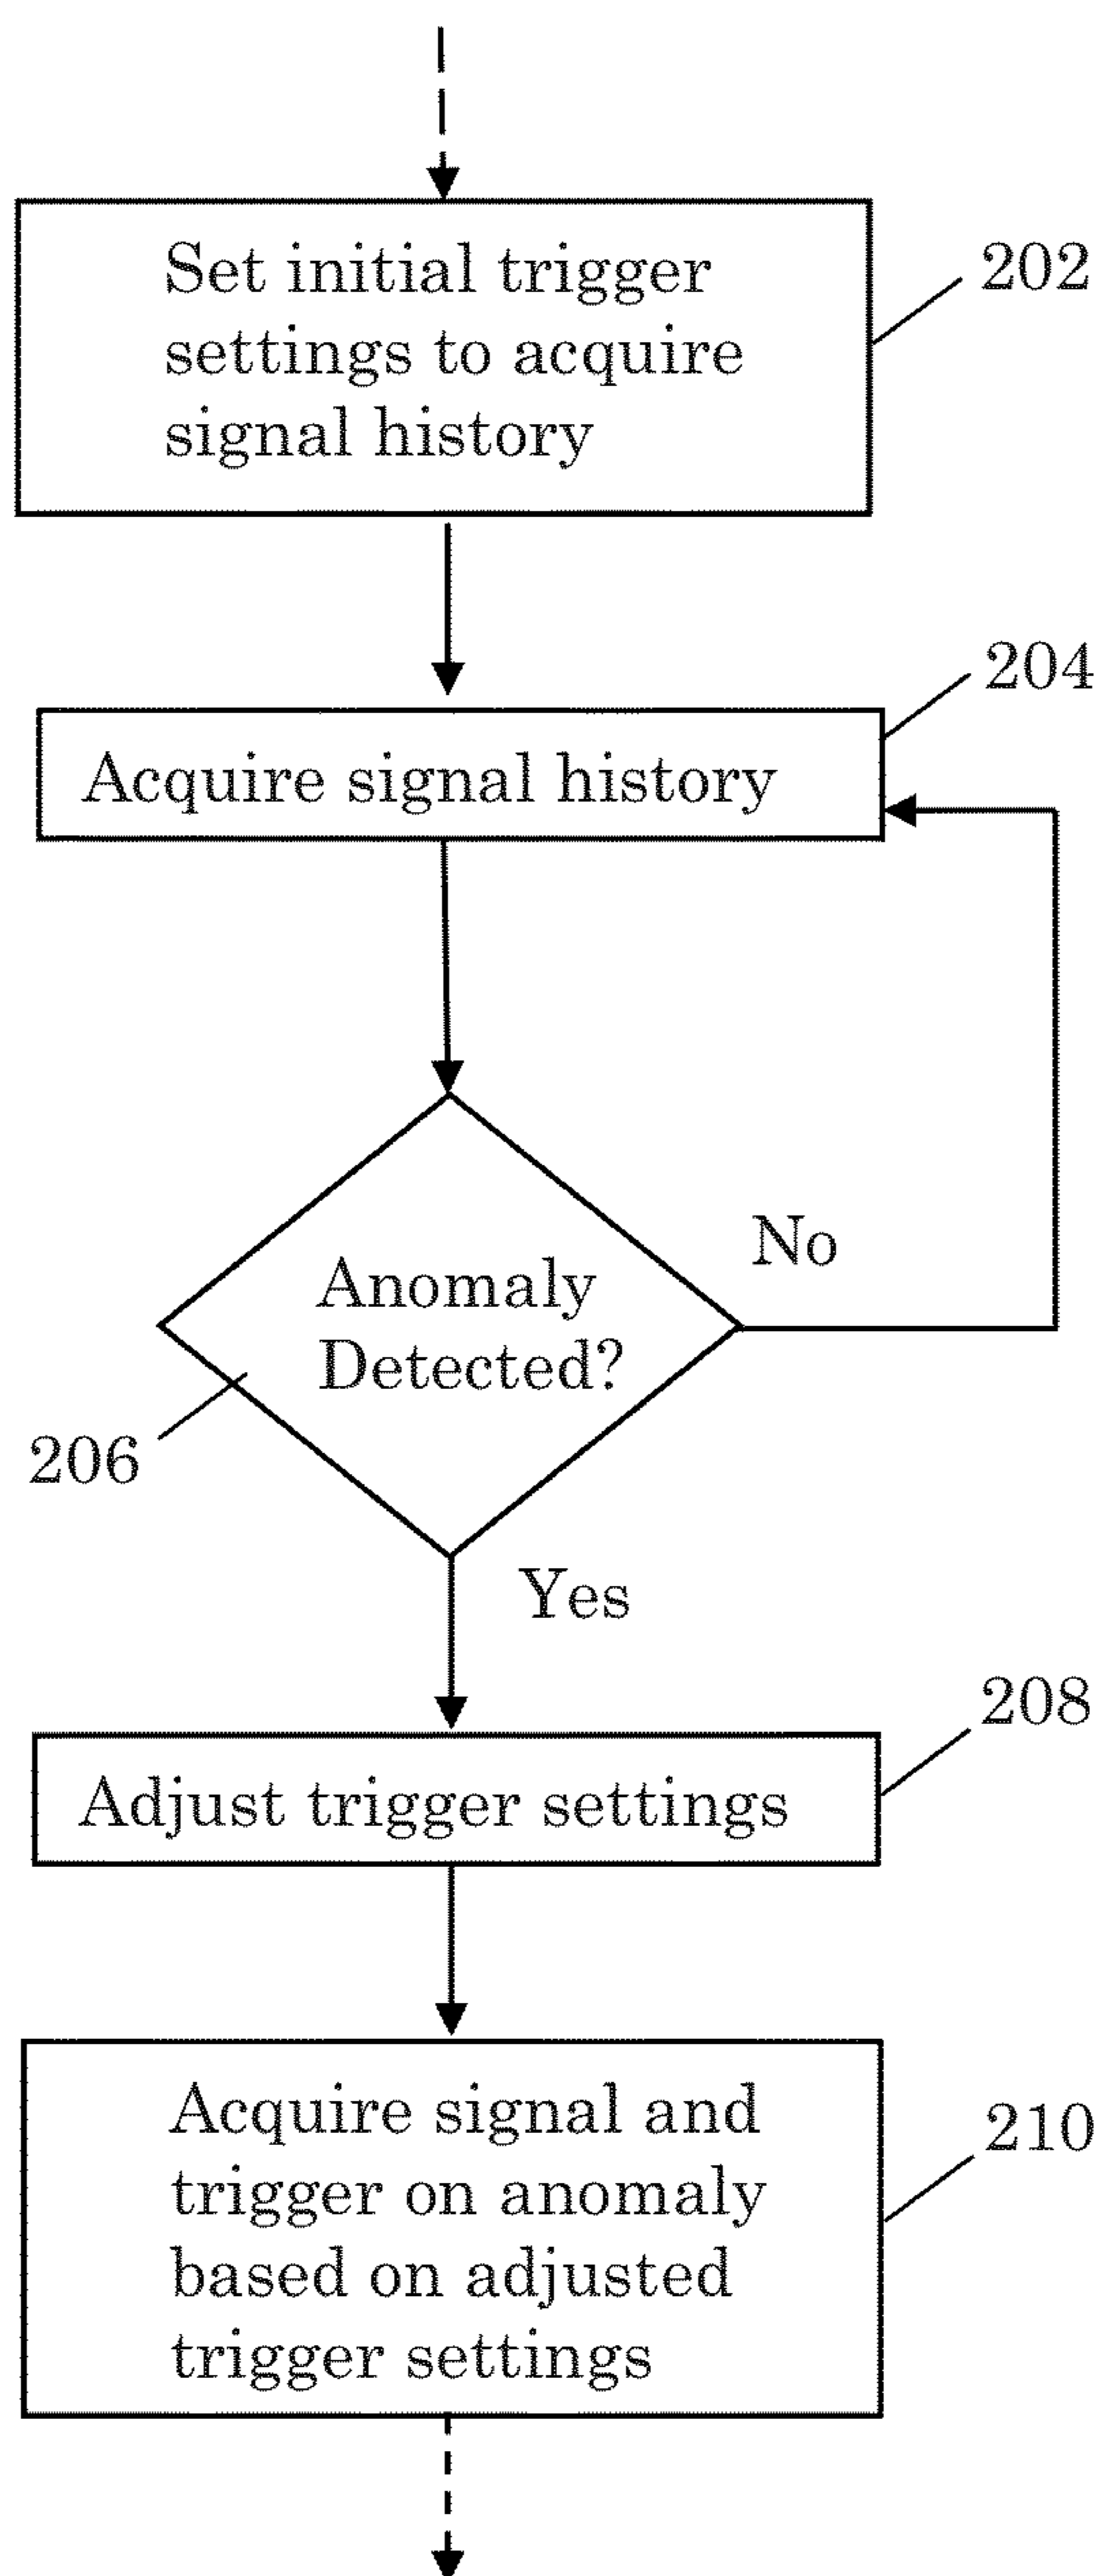 Set initial trigger
settings to acquire
signal history
202
204
Acquire signal history
No
Anomaly
Detected?
206
Yes
208
Adjust trigger settings
Acquire signal and
trigger on anomaly
based on adjusted
trigger settings
210